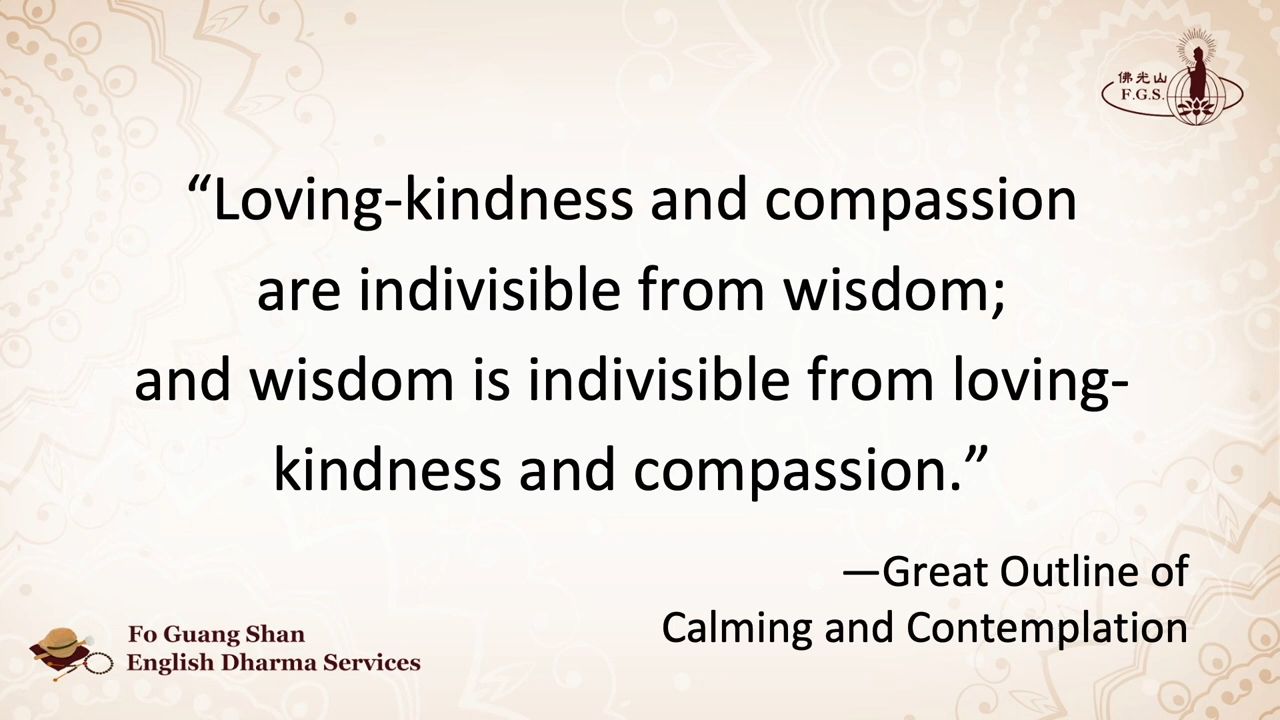 佛光山
F.G.S.
“Loving-kindness and compassion
are indivisible from wisdom;
and wisdom is indivisible from loving-
kindness and compassion.”
—Great Outline of
Calming and Contemplation
Fo Guang Shan
English Dharma Services